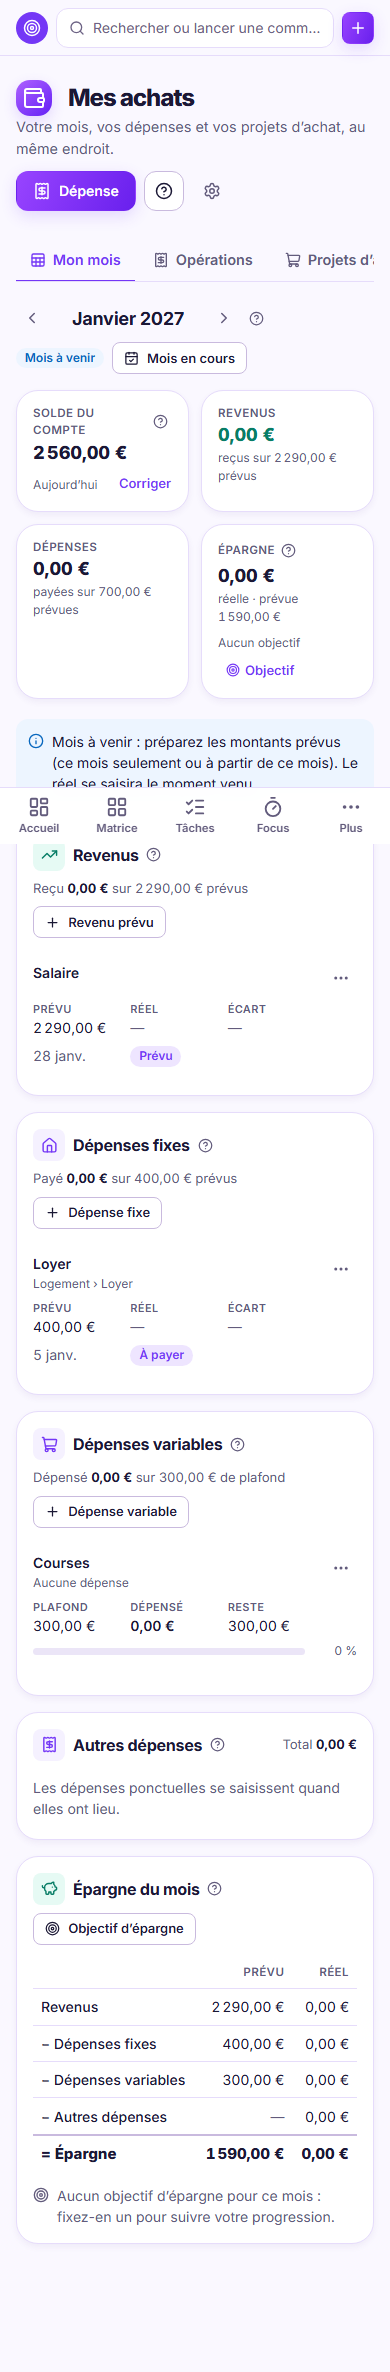 Rechercher ou lancer une comm...
Mes achats
Votre mois, vos dépenses et vos projets d’achat, au
même endroit.
Dépense
Mon mois Opérations Projets d’a
Janvier 2027
Mois à venir Mois en cours
SOLDE DU
COMPTE
2 560,00 €
Aujourd’hui Corriger
REVENUS
0,00 €
reçus sur 2 290,00 €
prévus
DÉPENSES
0,00 €
payées sur 700,00 €
prévues
ÉPARGNE
0,00 €
réelle · prévue
1 590,00 €
Aucun objectif
Objectif
Mois à venir : préparez les montants prévus
(ce mois seulement ou à partir de ce mois). Le
réel se saisira le moment venu.
Accueil Matrice Tâches Focus Plus
Revenus
Reçu 0,00 € sur 2 290,00 € prévus
+ Revenu prévu
Salaire
PRÉVU RÉEL ÉCART
2 290,00 € — —
28 janv. Prévu
Dépenses fixes
Payé 0,00 € sur 400,00 € prévus
+ Dépense fixe
Loyer
Logement › Loyer
PRÉVU RÉEL ÉCART
400,00 € — —
5 janv. À payer
Dépenses variables
Dépensé 0,00 € sur 300,00 € de plafond
+ Dépense variable
Courses
Aucune dépense
PLAFOND DÉPENSÉ RESTE
300,00 € 0,00 € 300,00 €
0 %
Autres dépenses Total 0,00 €
Les dépenses ponctuelles se saisissent quand
elles ont lieu.
Épargne du mois
Objectif d’épargne
PRÉVU RÉEL
Revenus 2 290,00 € 0,00 €
− Dépenses fixes 400,00 € 0,00 €
− Dépenses variables 300,00 € 0,00 €
− Autres dépenses — 0,00 €
= Épargne 1 590,00 € 0,00 €
Aucun objectif d’épargne pour ce mois :
fixez-en un pour suivre votre progression.